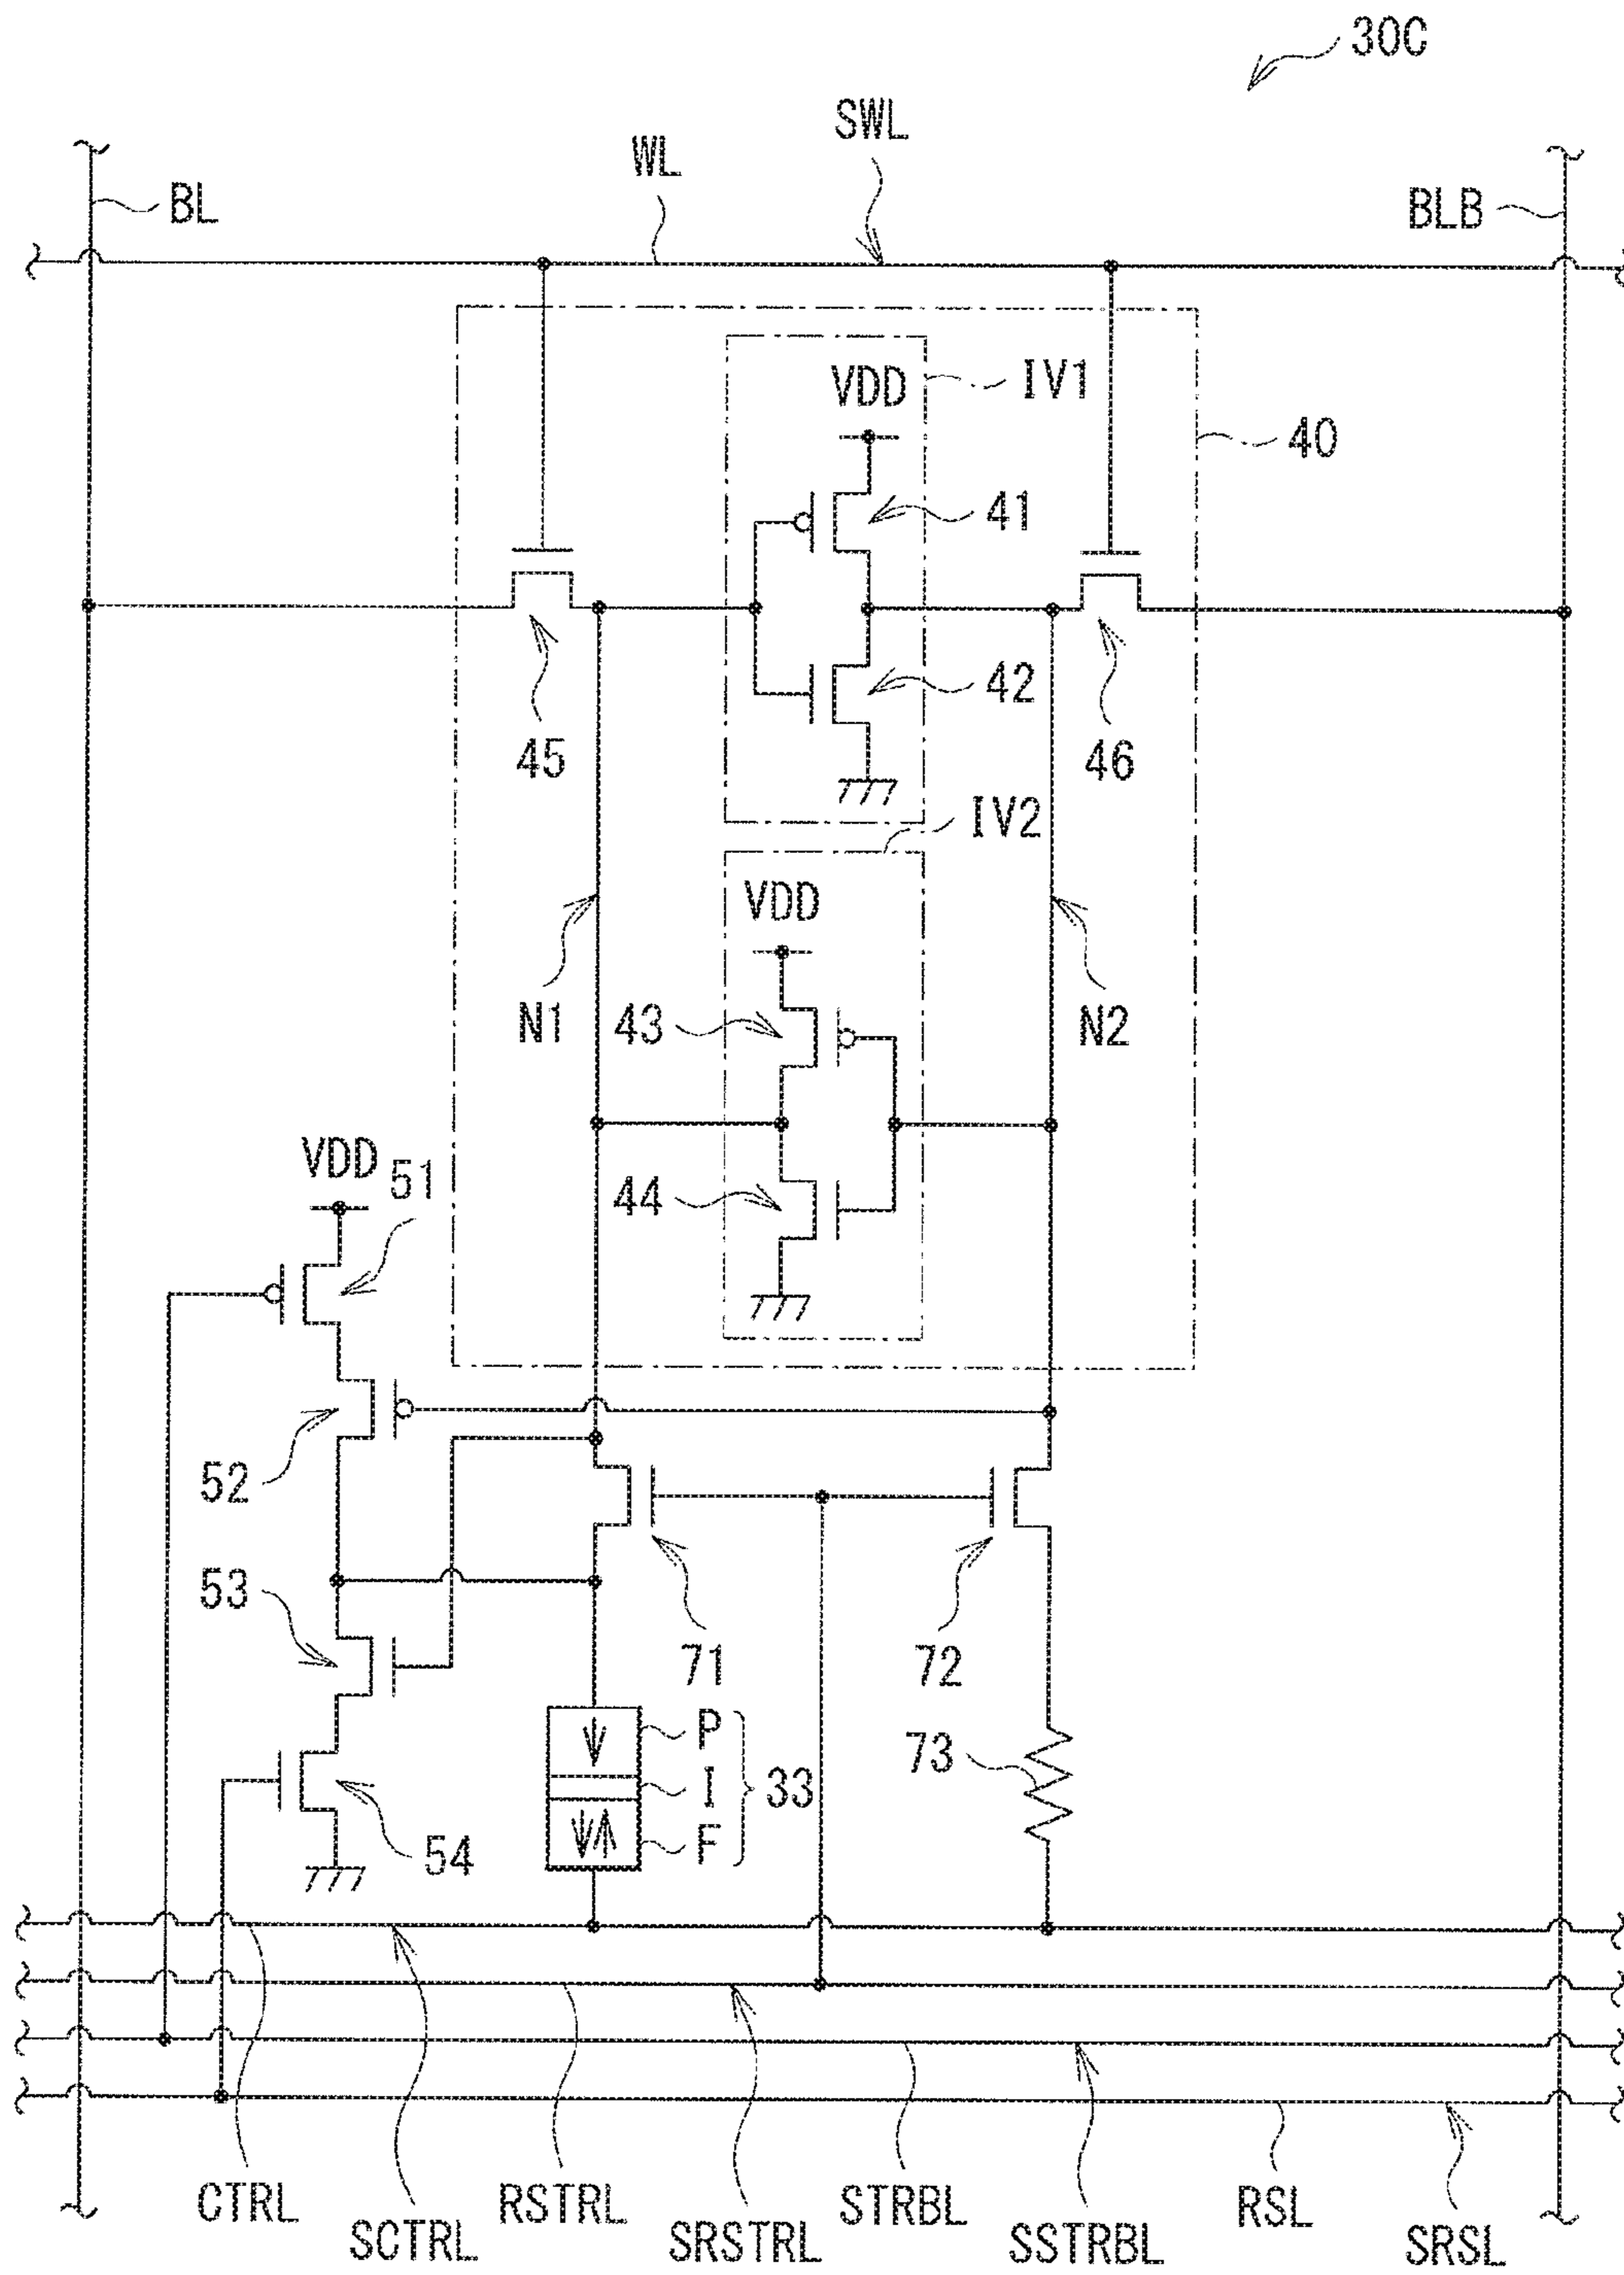 30C
SWL
WL
BL
BLB
IV1
VDD
40
41
42
45
46
IV2
VDD
N1
43
N2
VDD
51
44
52
53
71
72
P
I
33
73
F
54
CTRL
RSTRL
STRBL
RSL
SCTRL
SRSTRL
SSTRBL
SRSL